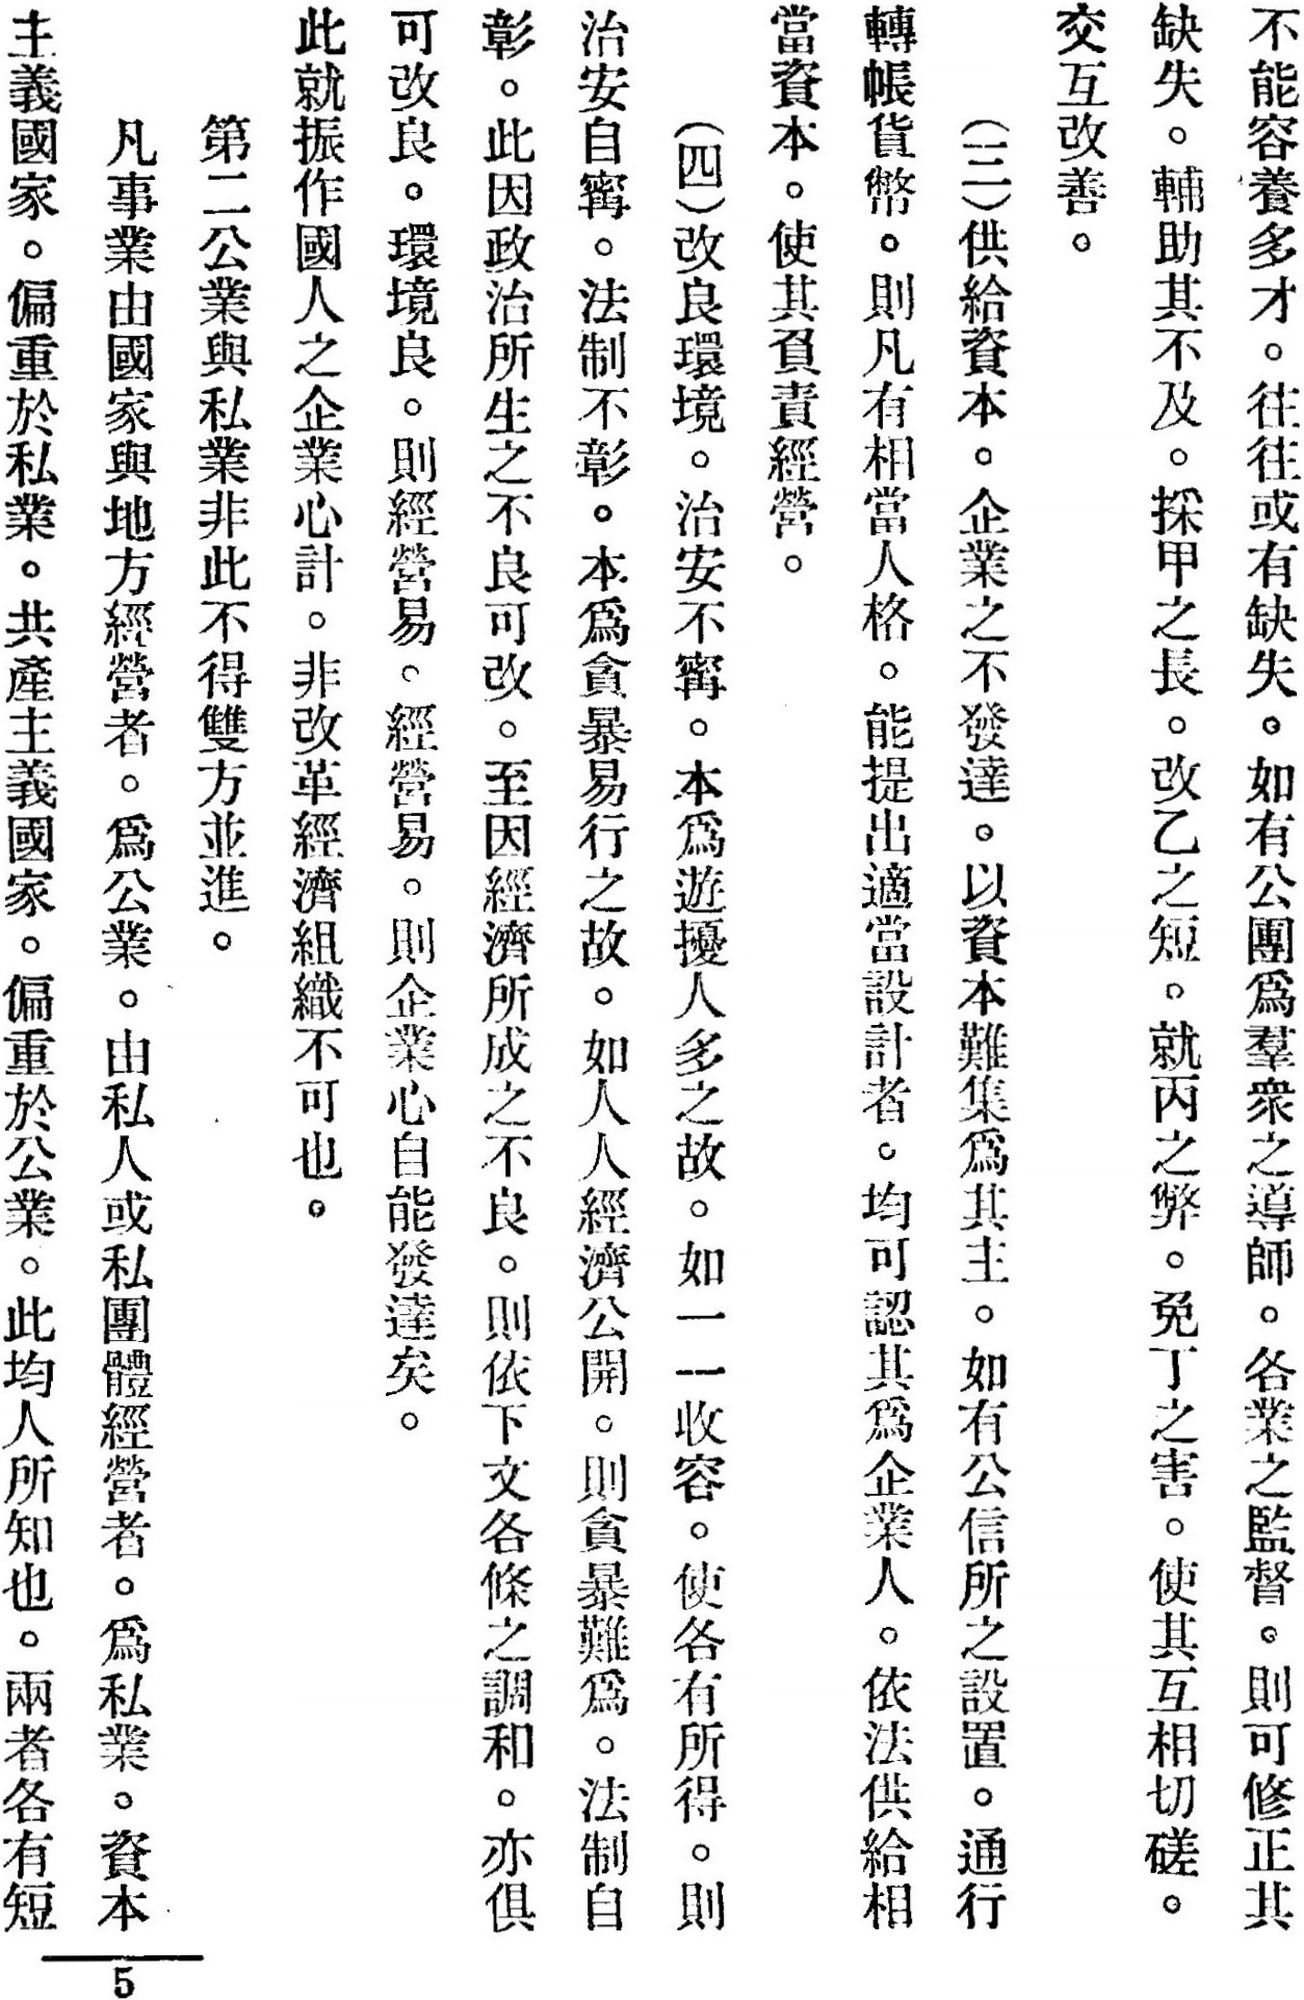 不能容養多才。往往或有缺失。如有公團爲羣衆之導師。各業之監督。則可修正其
缺失。輔助其不及。採甲之長。改乙之短。就丙之弊。免丁之害。使其互相切磋。
交互改善。
(三)供給資本。企業之不發達。以資本難集爲其主。如有公信所之設置。通行
轉帳貨幣。則凡有相當人格。能提出適當設計者。均可認其爲企業人。依法供給相
當資本。使其負責經營。
(四)改良環境。治安不寗。本爲遊擾人多之故。如一一收容。使各有所得。則
治安自寗。法制不彰。本爲貪暴易行之故。如人人經濟公開。則貪暴難爲。法制自
彰。此因政治所生之不良可改。至因經濟所成之不良。則依下文各條之調和。亦俱
可改良。環境良。則經營易。經營易。則企業心自能發達矣。
此就振作國人之企業心計。非改革經濟組織不可也。
第二公業與私業非此不得雙方並進。
凡事業由國家與地方經營者。爲公業。由私人或私團體經營者。爲私業。資本
主義國家。偏重於私業。共產主義國家。偏重於公業。此均人所知也。兩者各有短
5